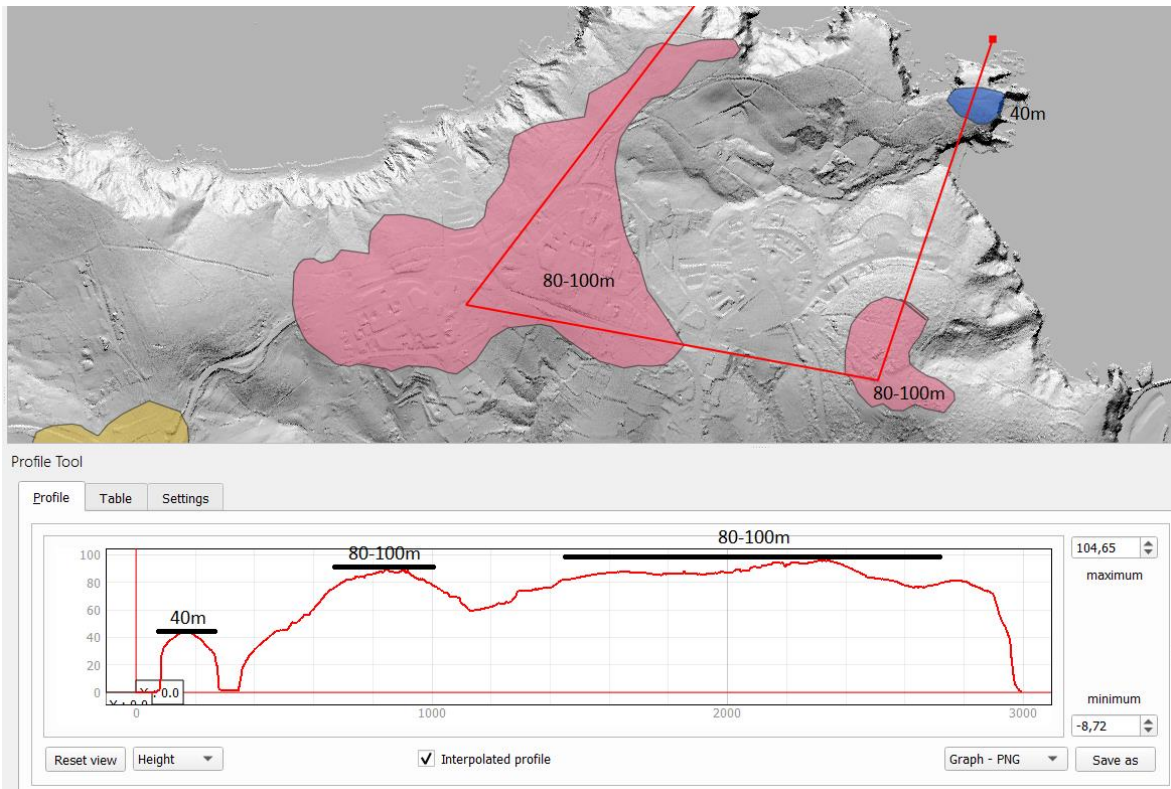 40m
80-100m
80-100m
Profile Tool
Profile Table Settings
100
80
60
40
20
0
80-100m
80-100m
40m
0.0
0 1000 2000 3000
104,65
maximum
minimum
-8,72
Reset view Height Interpolated profile Graph - PNG Save as